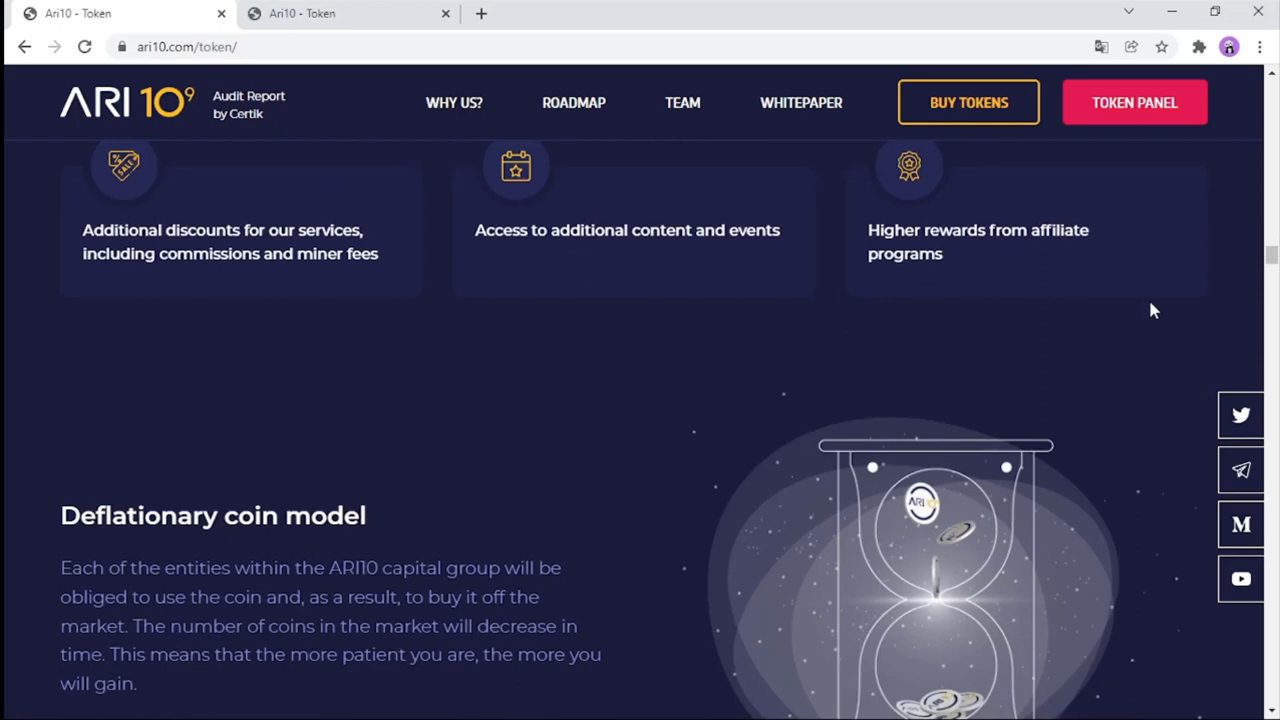 Ari10 - Token
Ari10 - Token
ari10.com/token/
ARI 10⁹
Audit Report
by Certik
WHY US?
ROADMAP
TEAM
WHITEPAPER
BUY TOKENS
TOKEN PANEL
Additional discounts for our services,
including commissions and miner fees
Access to additional content and events
Higher rewards from affiliate
programs
Deflationary coin model
Each of the entities within the ARI10 capital group will be
obliged to use the coin and, as a result, to buy it off the
market. The number of coins in the market will decrease in
time. This means that the more patient you are, the more you
will gain.
SALE
ARI 10
M